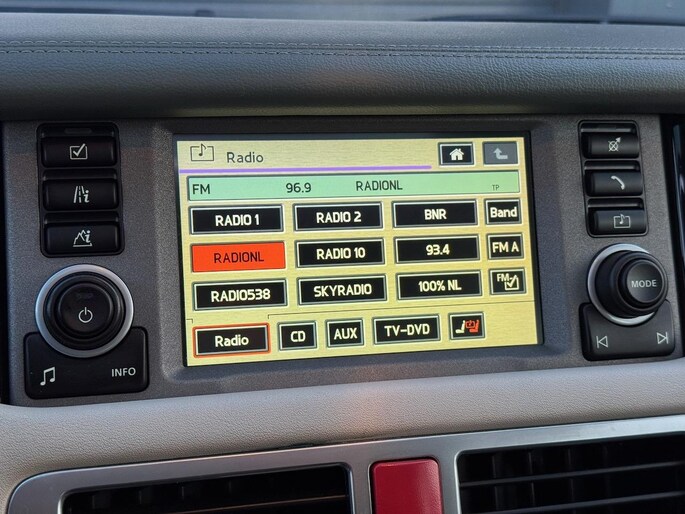 Radio
FM 96.9 RADIONL TP
RADIO 1 RADIO 2 BNR Band
RADIONL RADIO 10 93.4 FM A
RADIO538 SKYRADIO 100% NL FM
Radio CD AUX TV-DVD
MODE
INFO